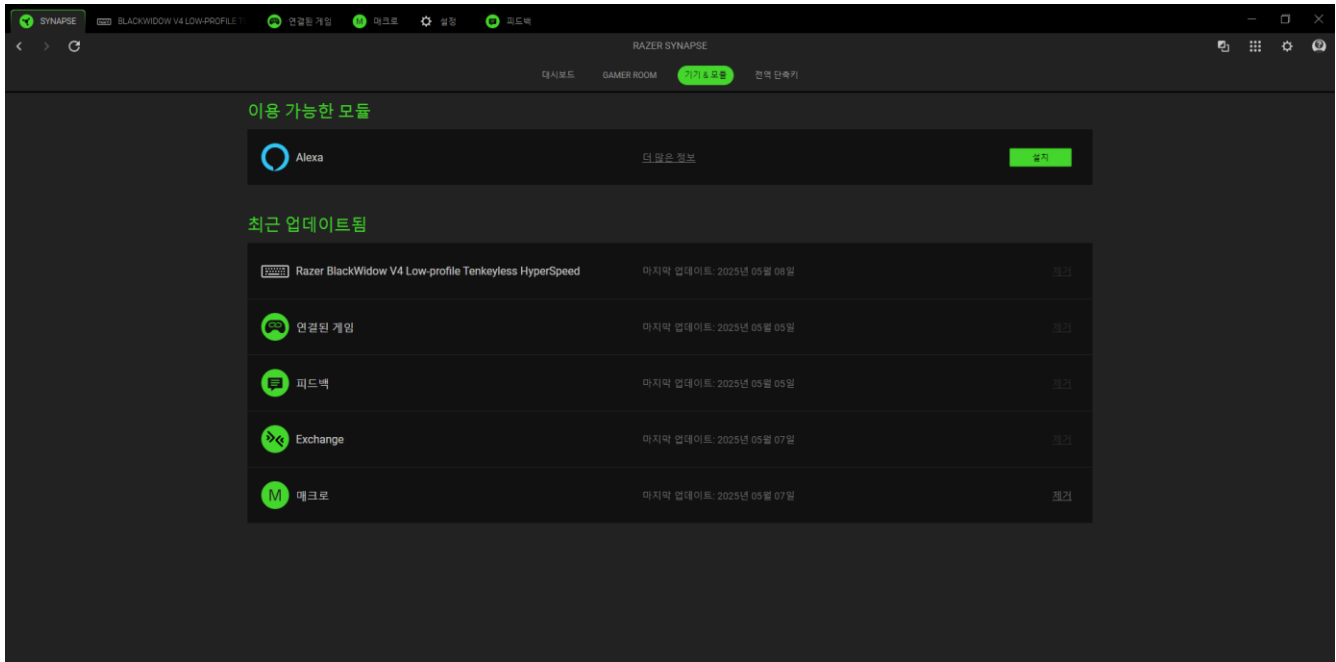 SYNAPSE BLACKWIDOW V4 LOW-PROFILE 연결된 게임 M 매크로 설정 피드백
RAZER SYNAPSE
대시보드 GAMER ROOM 기기 & 모듈 전역 단축키
이용 가능한 모듈
Alexa 더 많은 정보 설치
최근 업데이트됨
Razer BlackWidow V4 Low-profile Tenkeyless HyperSpeed 마지막 업데이트: 2025년 05월 08일 제거
연결된 게임 마지막 업데이트: 2025년 05월 05일 제거
피드백 마지막 업데이트: 2025년 05월 05일 제거
Exchange 마지막 업데이트: 2025년 05월 07일 제거
M 매크로 마지막 업데이트: 2025년 05월 07일 제거